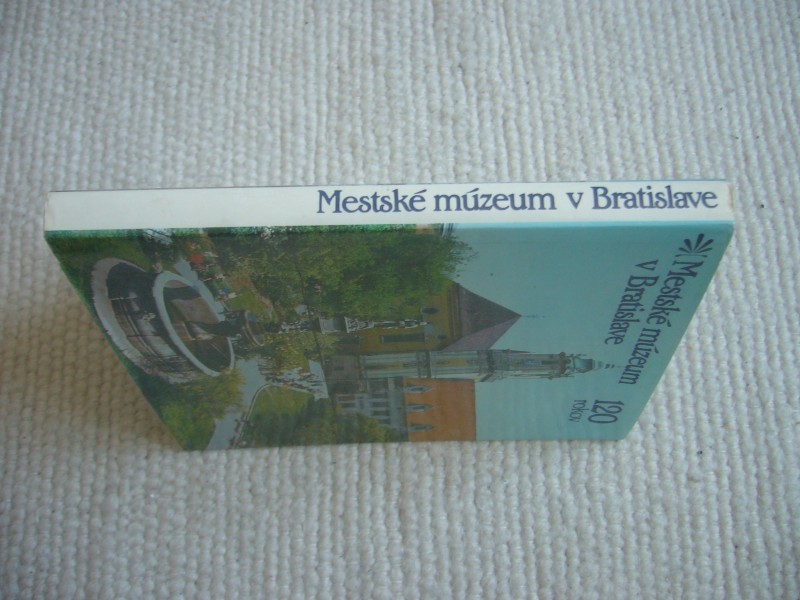 Mestské múzeum v Bratislave
Mestské múzeum
v Bratislave
120
rokov